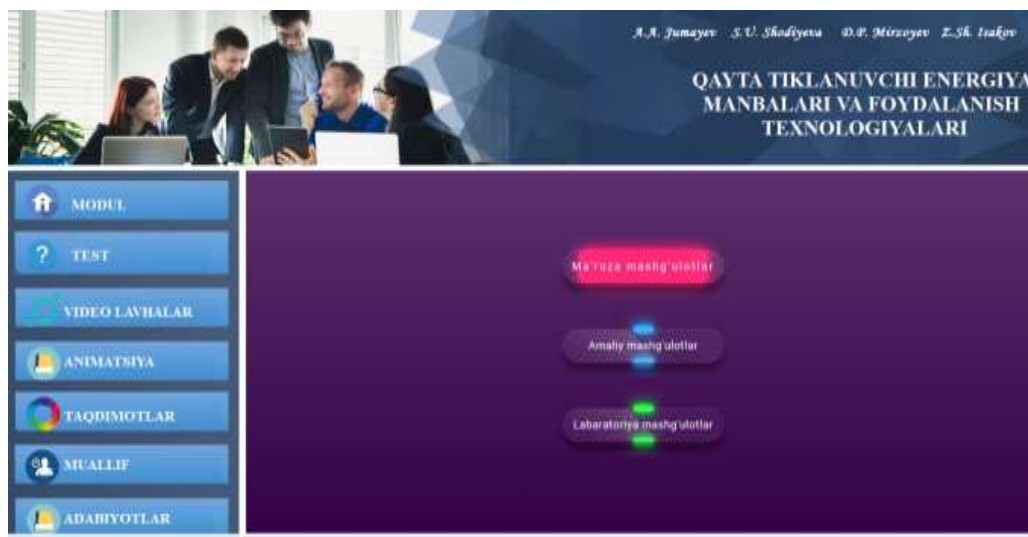 A.A. Jumayev S.U. Shodiyeva O.P. Mirzoyev Z.Sh. Isakov
QAYTA TIKLANUVCHI ENERGIYA
MANBALARI VA FOYDALANISH
TEXNOLOGIYALARI
MODUL
TEST
VIDEO LAVHALAR
ANIMATSIYA
TAQDIMOTLAR
MUALLIF
ADABIYOTLAR
Ma'ruza mashg'ulotlar
Amaliy mashg'ulotlar
Labaratoriya mashg'ulotlar